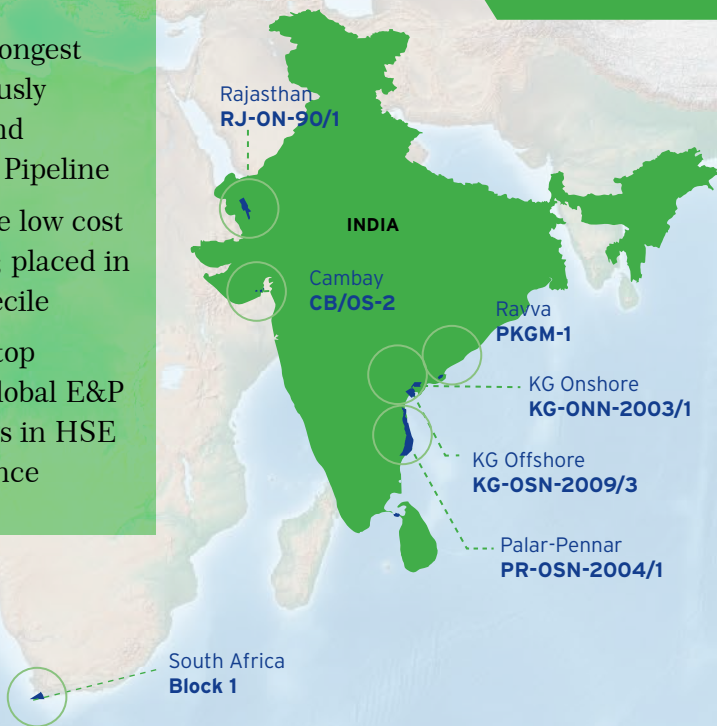 ongest
usly
nd
Pipeline
e low cost
placed in
ecile
top
lobal E&P
s in HSE
nce
Rajasthan
RJ-ON-90/1
INDIA
Cambay
CB/OS-2
Ravva
PKGM-1
KG Onshore
KG-ONN-2003/1
KG Offshore
KG-OSN-2009/3
Palar-Pennar
PR-OSN-2004/1
South Africa
Block 1